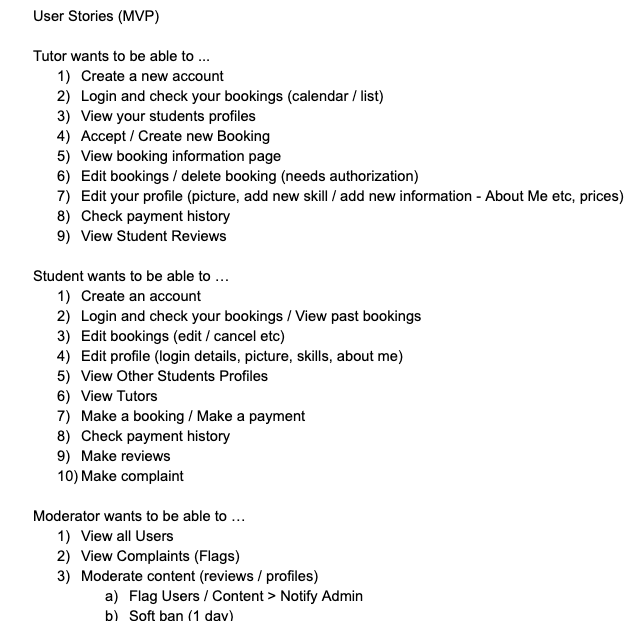 User Stories (MVP)
Tutor wants to be able to ...
1) Create a new account
2) Login and check your bookings (calendar / list)
3) View your students profiles
4) Accept / Create new Booking
5) View booking information page
6) Edit bookings / delete booking (needs authorization)
7) Edit your profile (picture, add new skill / add new information - About Me etc, prices)
8) Check payment history
9) View Student Reviews
Student wants to be able to …
1) Create an account
2) Login and check your bookings / View past bookings
3) Edit bookings (edit / cancel etc)
4) Edit profile (login details, picture, skills, about me)
5) View Other Students Profiles
6) View Tutors
7) Make a booking / Make a payment
8) Check payment history
9) Make reviews
10) Make complaint
Moderator wants to be able to …
1) View all Users
2) View Complaints (Flags)
3) Moderate content (reviews / profiles)
a) Flag Users / Content > Notify Admin
b) Soft ban (1 day)